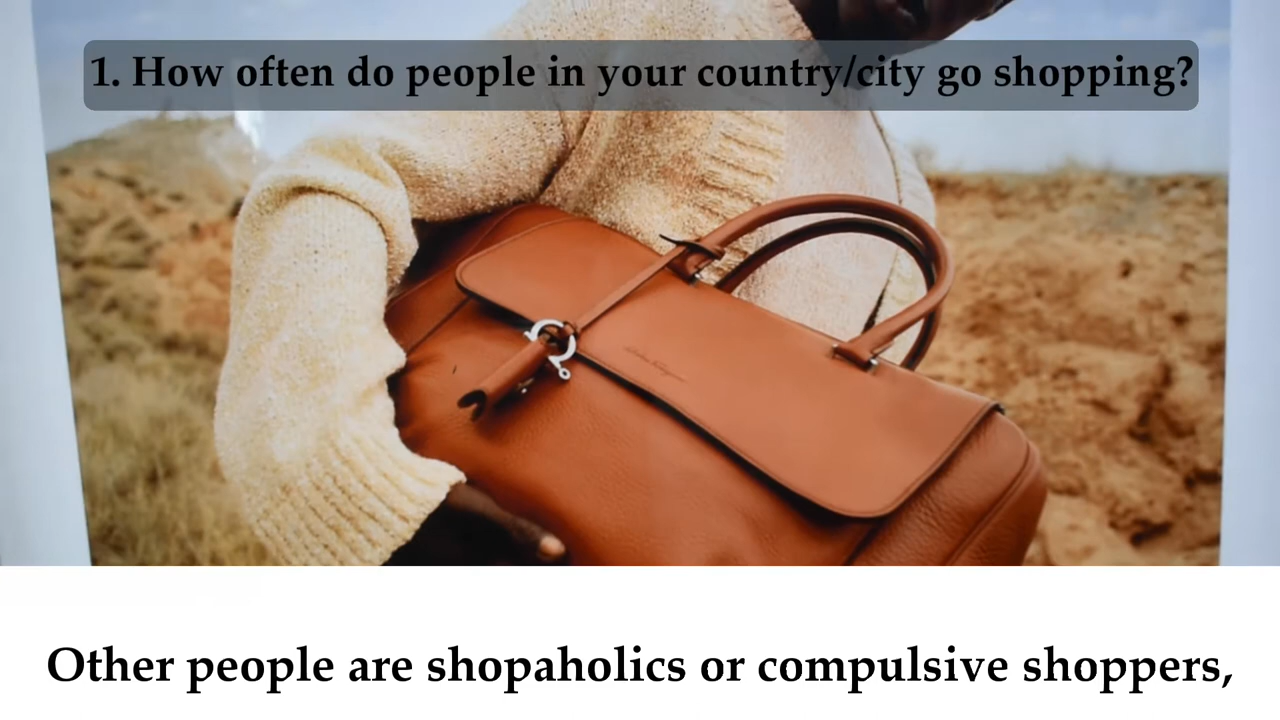 1. How often do people in your country/city go shopping?
Other people are shopaholics or compulsive shoppers,